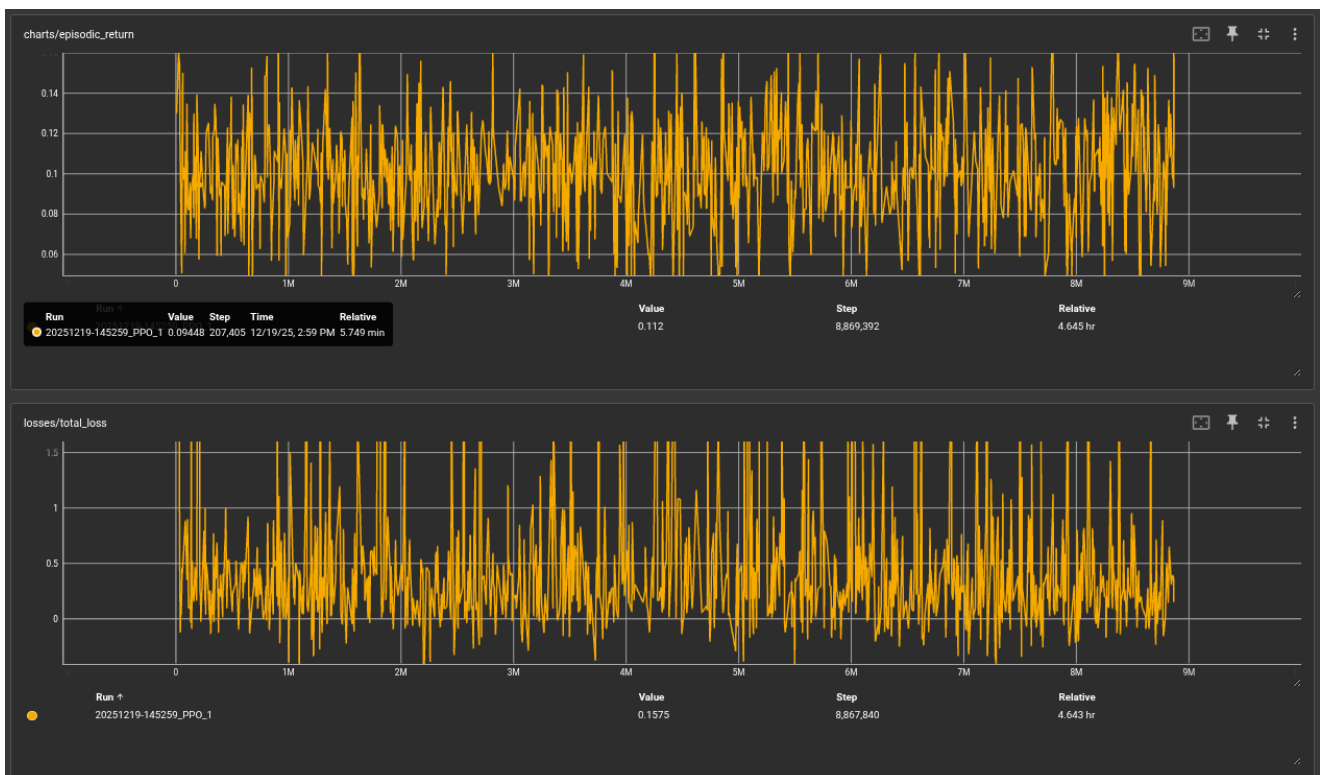 charts/episodic_return
0.14
0.12
0.1
0.08
0.06
0 1M 2M 3M 4M 5M 6M 7M 8M 9M
Run ↑ Value Step Relative
0.112 8,869,392 4.645 hr
Run Value Step Time Relative
20251219-145259_PPO_1 0.09448 207,405 12/19/25, 2:59 PM 5.749 min
losses/total_loss
1.5
1
0.5
0
0 1M 2M 3M 4M 5M 6M 7M 8M 9M
Run ↑ Value Step Relative
20251219-145259_PPO_1 0.1575 8,867,840 4.643 hr